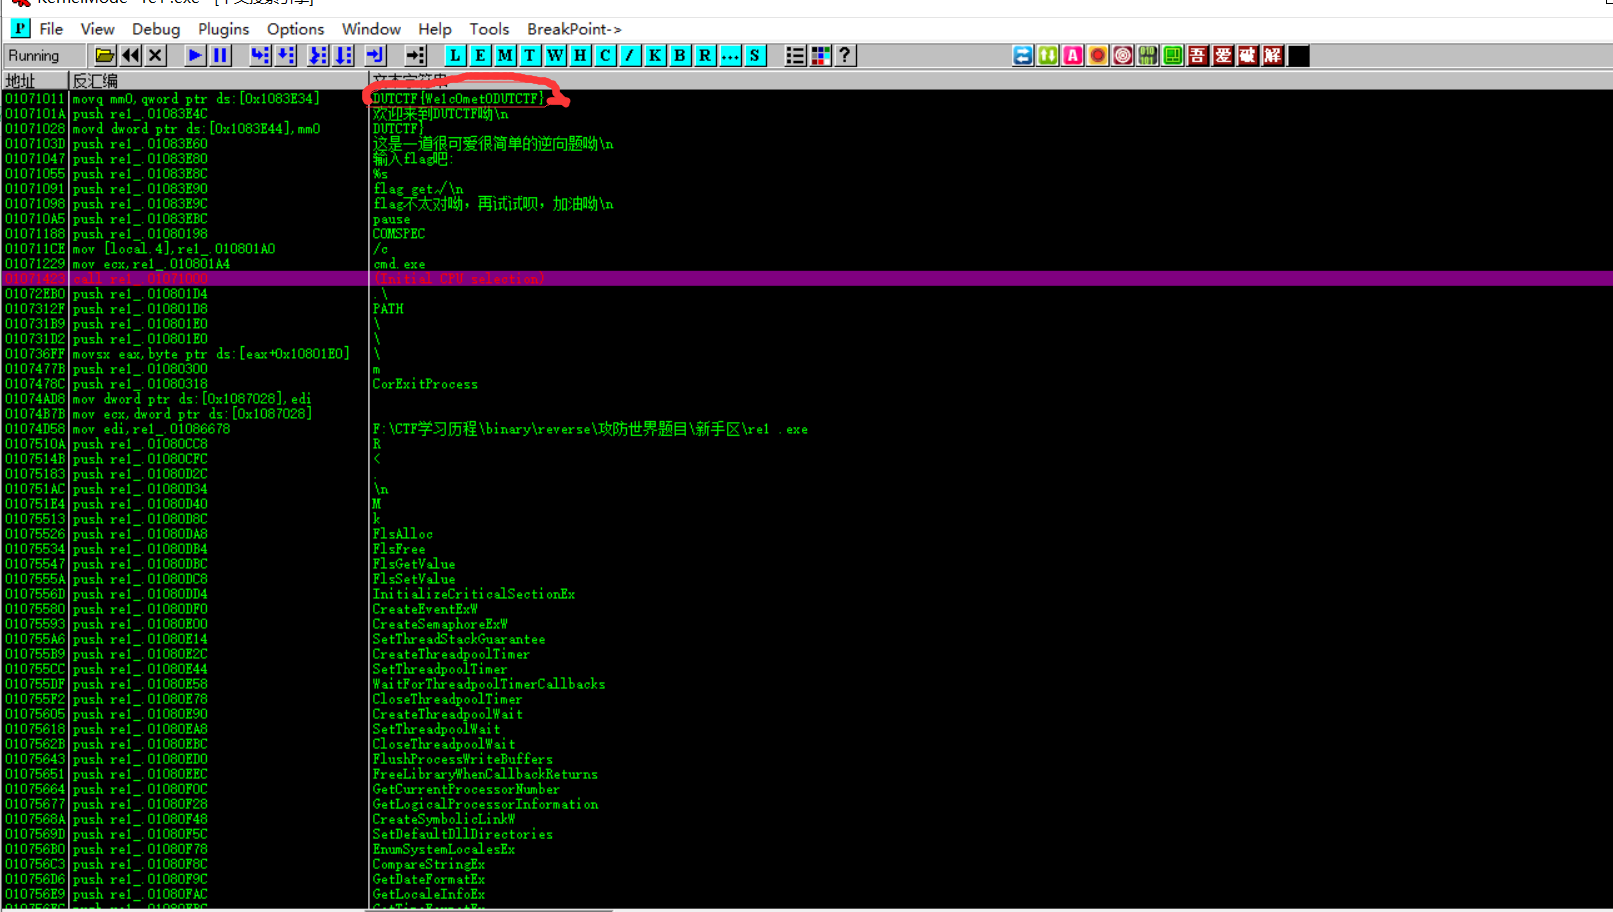 KernelMode - re1 .exe - [中文搜索引擎]
P File View Debug Plugins Options Window Help Tools BreakPoint->
Running L E M T W H C / K B R ... S ? A 吾 爱 破 解
地址 反汇编 文本字符串
01071011 movq mm0,qword ptr ds:[0x1083E34] DUTCTF{We1c0met0DUTCTF}
0107101A push re1_.01083E4C 欢迎来到DUTCTF呦\n
01071028 movd dword ptr ds:[0x1083E44],mm0 DUTCTF}
0107103D push re1_.01083E60 这是一道很可爱很简单的逆向题呦\n
01071047 push re1_.01083E80 输入flag吧:
01071055 push re1_.01083E8C %s
01071091 push re1_.01083E90 flag get√\n
01071098 push re1_.01083E9C flag不太对呦，再试试呗，加油呦\n
010710A5 push re1_.01083EBC pause
01071188 push re1_.01080198 COMSPEC
010711CE mov [local.4],re1_.010801A0 /c
01071229 mov ecx,re1_.010801A4 cmd.exe
01071423 call re1_.01071000 (Initial CPU selection)
01072EB0 push re1_.010801D4 .\
0107312F push re1_.010801D8 PATH
010731B9 push re1_.010801E0 \
010731D2 push re1_.010801E0 \
010736FF movsx eax,byte ptr ds:[eax+0x10801E0] \
0107477B push re1_.01080300 m
0107478C push re1_.01080318 CorExitProcess
01074AD8 mov dword ptr ds:[0x1087028],edi
01074B7B mov ecx,dword ptr ds:[0x1087028]
01074D58 mov edi,re1_.01086678 F:\CTF学习历程\binary\reverse\攻防世界题目\新手区\re1 .exe
0107510A push re1_.01080CC8 R
0107514B push re1_.01080CFC <
01075183 push re1_.01080D2C .
010751AC push re1_.01080D34 \n
010751E4 push re1_.01080D40 M
01075513 push re1_.01080D8C k
01075526 push re1_.01080DA8 FlsAlloc
01075534 push re1_.01080DB4 FlsFree
01075547 push re1_.01080DBC FlsGetValue
0107555A push re1_.01080DC8 FlsSetValue
0107556D push re1_.01080DD4 InitializeCriticalSectionEx
01075580 push re1_.01080DF0 CreateEventExW
01075593 push re1_.01080E00 CreateSemaphoreExW
010755A6 push re1_.01080E14 SetThreadStackGuarantee
010755B9 push re1_.01080E2C CreateThreadpoolTimer
010755CC push re1_.01080E44 SetThreadpoolTimer
010755DF push re1_.01080E58 WaitForThreadpoolTimerCallbacks
010755F2 push re1_.01080E78 CloseThreadpoolTimer
01075605 push re1_.01080E90 CreateThreadpoolWait
01075618 push re1_.01080EA8 SetThreadpoolWait
0107562B push re1_.01080EBC CloseThreadpoolWait
01075643 push re1_.01080ED0 FlushProcessWriteBuffers
01075651 push re1_.01080EEC FreeLibraryWhenCallbackReturns
01075664 push re1_.01080F0C GetCurrentProcessorNumber
01075677 push re1_.01080F28 GetLogicalProcessorInformation
0107568A push re1_.01080F48 CreateSymbolicLinkW
0107569D push re1_.01080F5C SetDefaultDllDirectories
010756B0 push re1_.01080F78 EnumSystemLocalesEx
010756C3 push re1_.01080F8C CompareStringEx
010756D6 push re1_.01080F9C GetDateFormatEx
010756E9 push re1_.01080FAC GetLocaleInfoEx